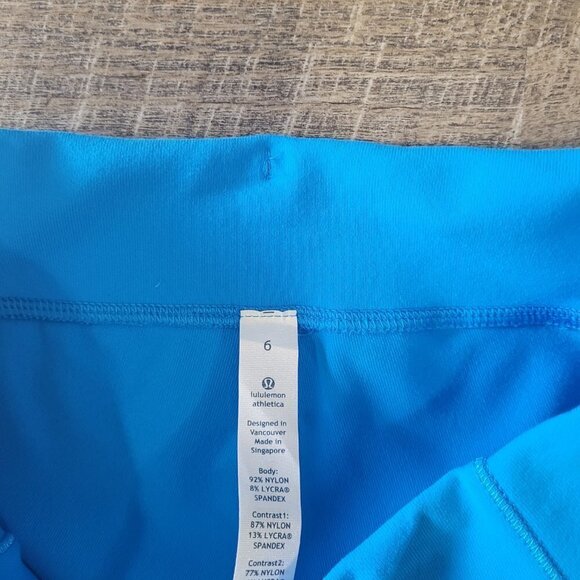 6
lululemon
athletica
Designed in
Vancouver
Made in
Singapore
Body:
92% NYLON
8% LYCRA®
SPANDEX
Contrast1:
87% NYLON
13% LYCRA®
SPANDEX
Contrast2:
77% NYLON